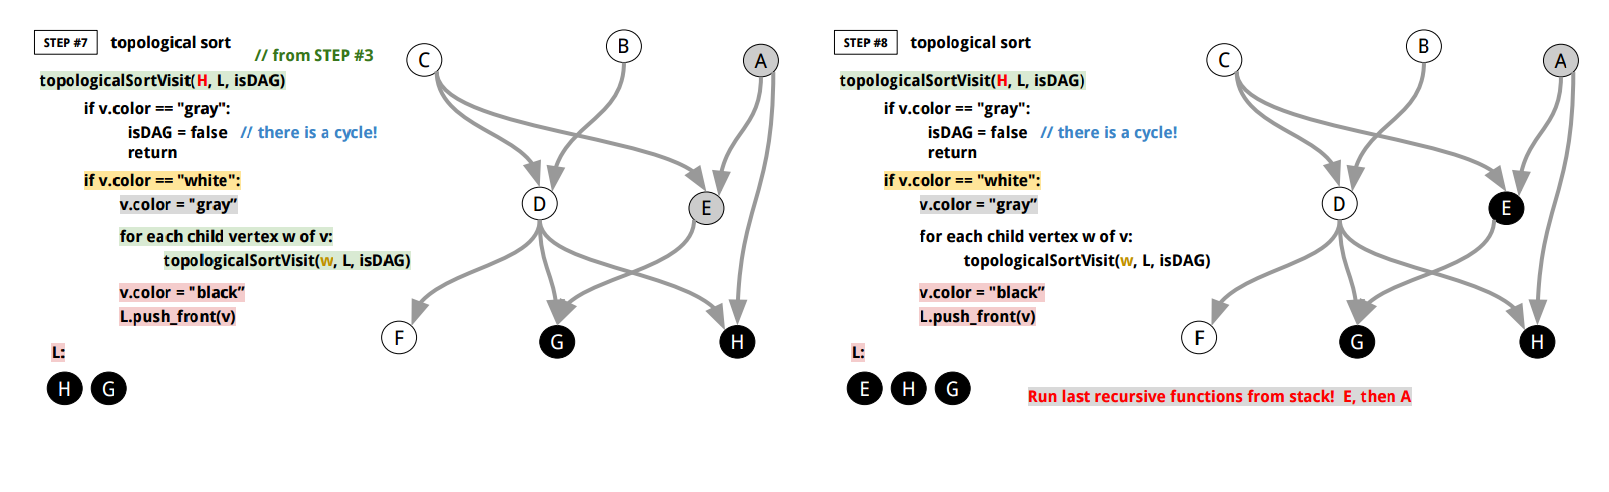 STEP #7 topological sort
// from STEP #3
topologicalSortVisit(H, L, isDAG)
if v.color == "gray":
isDAG = false // there is a cycle!
return
if v.color == "white":
v.color = "gray”
for each child vertex w of v:
topologicalSortVisit(w, L, isDAG)
v.color = "black”
L.push_front(v)
L:
H G
C
B
A
D
E
F
G
H
STEP #8 topological sort
topologicalSortVisit(H, L, isDAG)
if v.color == "gray":
isDAG = false // there is a cycle!
return
if v.color == "white":
v.color = "gray”
for each child vertex w of v:
topologicalSortVisit(w, L, isDAG)
v.color = "black”
L.push_front(v)
L:
E H G
C
B
A
D
E
F
G
H
Run last recursive functions from stack! E, then A